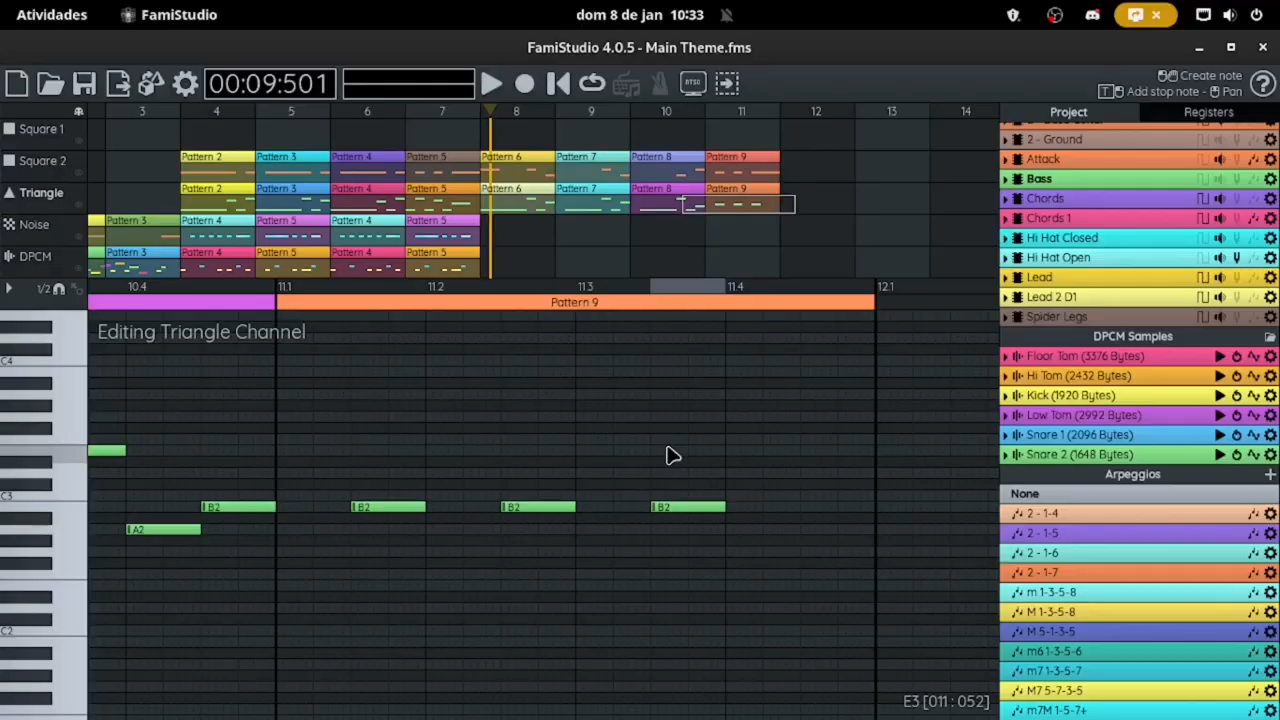 Atividades FamiStudio dom 8 de jan 10:33
FamiStudio 4.0.5 - Main Theme.fms
00:09:501
NTSC
Create note
T Add stop note Pan
3 4 5 6 7 8 9 10 11 12 13 14
Square 1
Square 2 Pattern 2 Pattern 3 Pattern 4 Pattern 5 Pattern 6 Pattern 7 Pattern 8 Pattern 9
Triangle Pattern 2 Pattern 3 Pattern 4 Pattern 5 Pattern 6 Pattern 7 Pattern 8 Pattern 9
Noise Pattern 3 Pattern 4 Pattern 5 Pattern 4 Pattern 5
DPCM Pattern 3 Pattern 4 Pattern 5 Pattern 4 Pattern 5
1/2 10.4 11.1 11.2 11.3 11.4 12.1
Pattern 9
Editing Triangle Channel
C4
C3
C2
B2 B2 B2 B2
A2
E3 [011 : 052]
Project Registers
2 - Ground
Attack
Bass
Chords
Chords 1
Hi Hat Closed
Hi Hat Open
Lead
Lead 2 D1
Spider Legs
DPCM Samples
Floor Tom (3376 Bytes)
Hi Tom (2432 Bytes)
Kick (1920 Bytes)
Low Tom (2992 Bytes)
Snare 1 (2096 Bytes)
Snare 2 (1648 Bytes)
Arpeggios
None
2 - 1-4
2 - 1-5
2 - 1-6
2 - 1-7
m 1-3-5-8
M 1-3-5-8
M 5-1-3-5
m6 1-3-5-6
m7 1-3-5-7
M7 5-7-3-5
m7M 1-5-7+